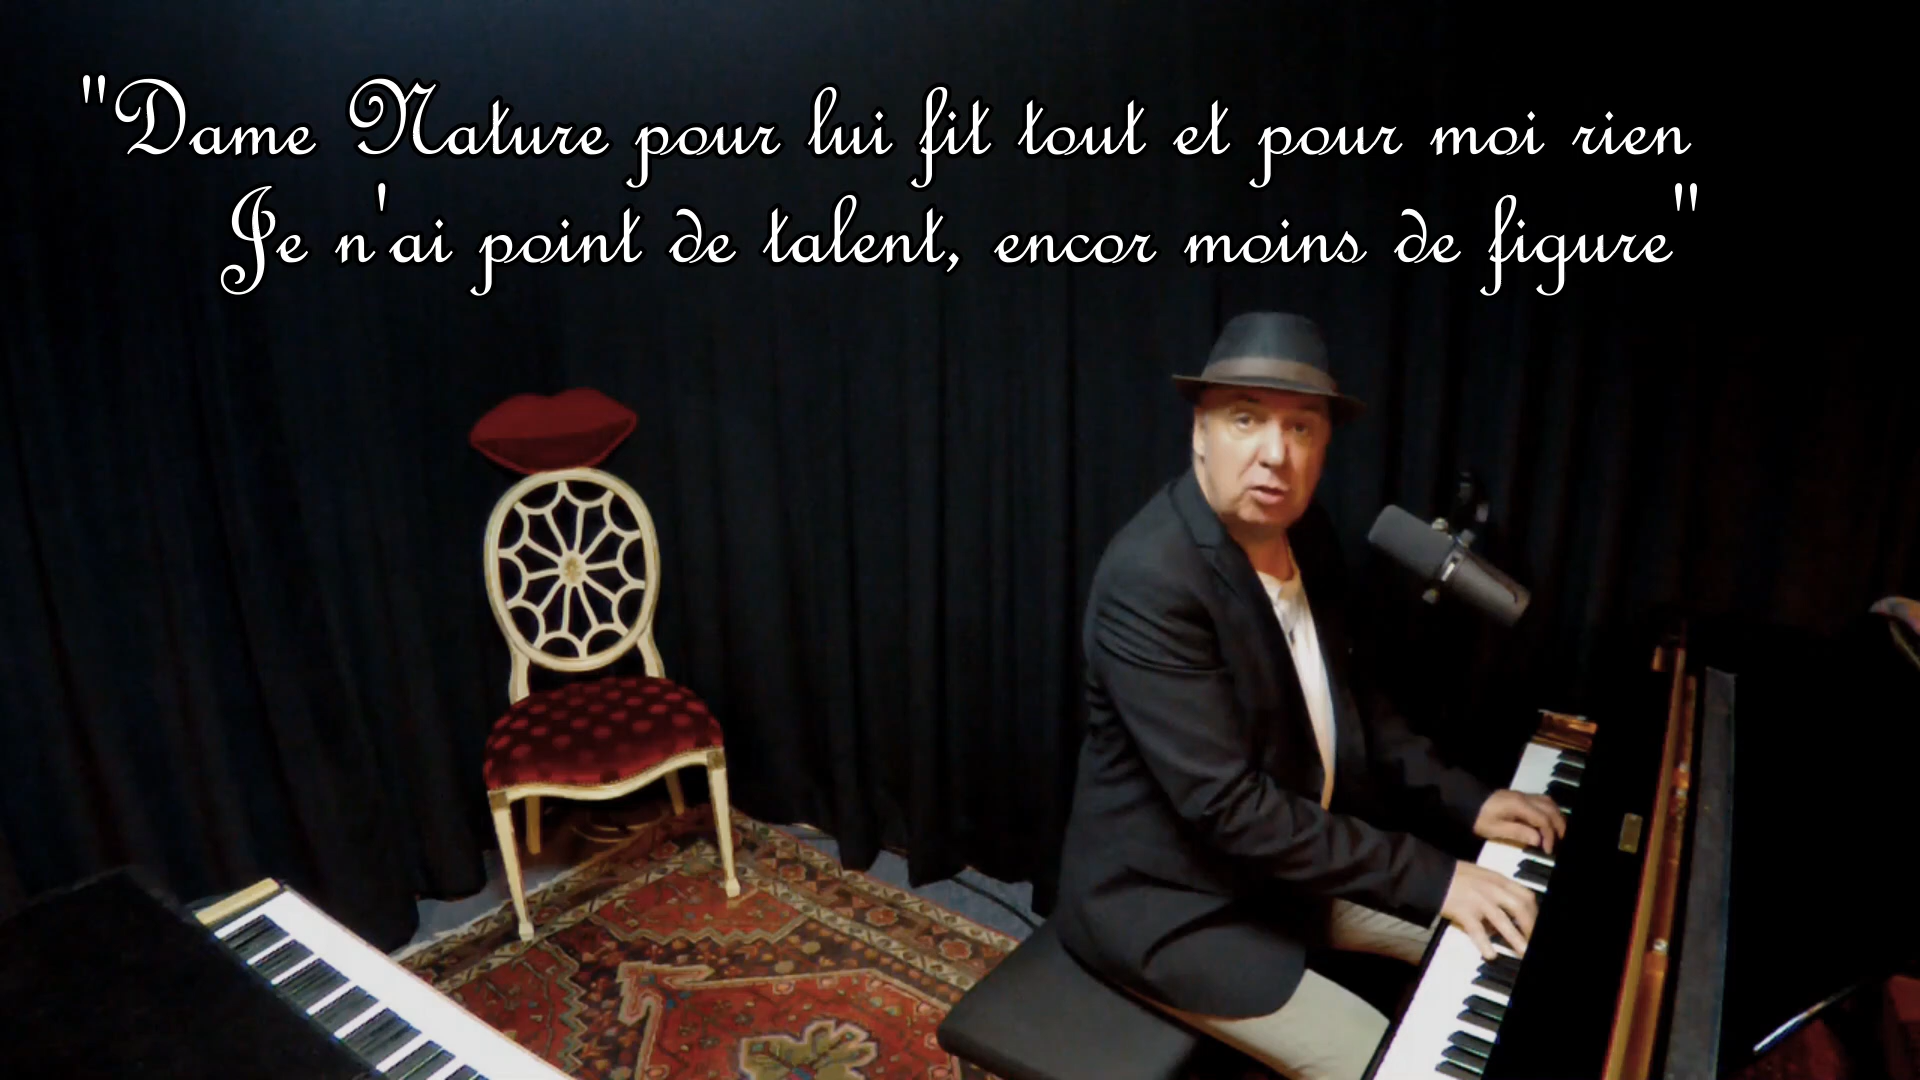 "Dame Nature pour lui fit tout et pour moi rien
Je n'ai point de talent, encor moins de figure"